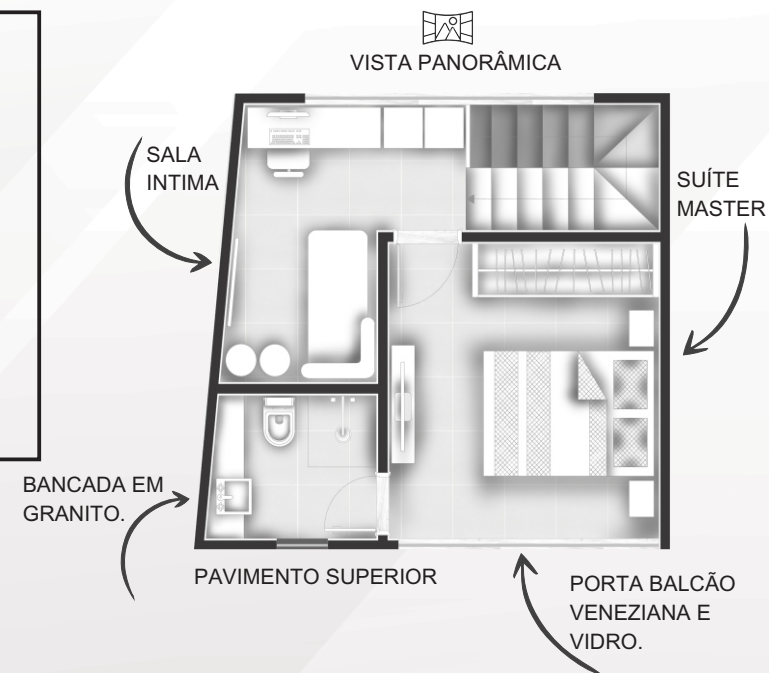 VISTA PANORÂMICA
SALA
INTIMA
SUÍTE
MASTER
BANCADA EM
GRANITO.
PAVIMENTO SUPERIOR
PORTA BALCÃO
VENEZIANA E
VIDRO.